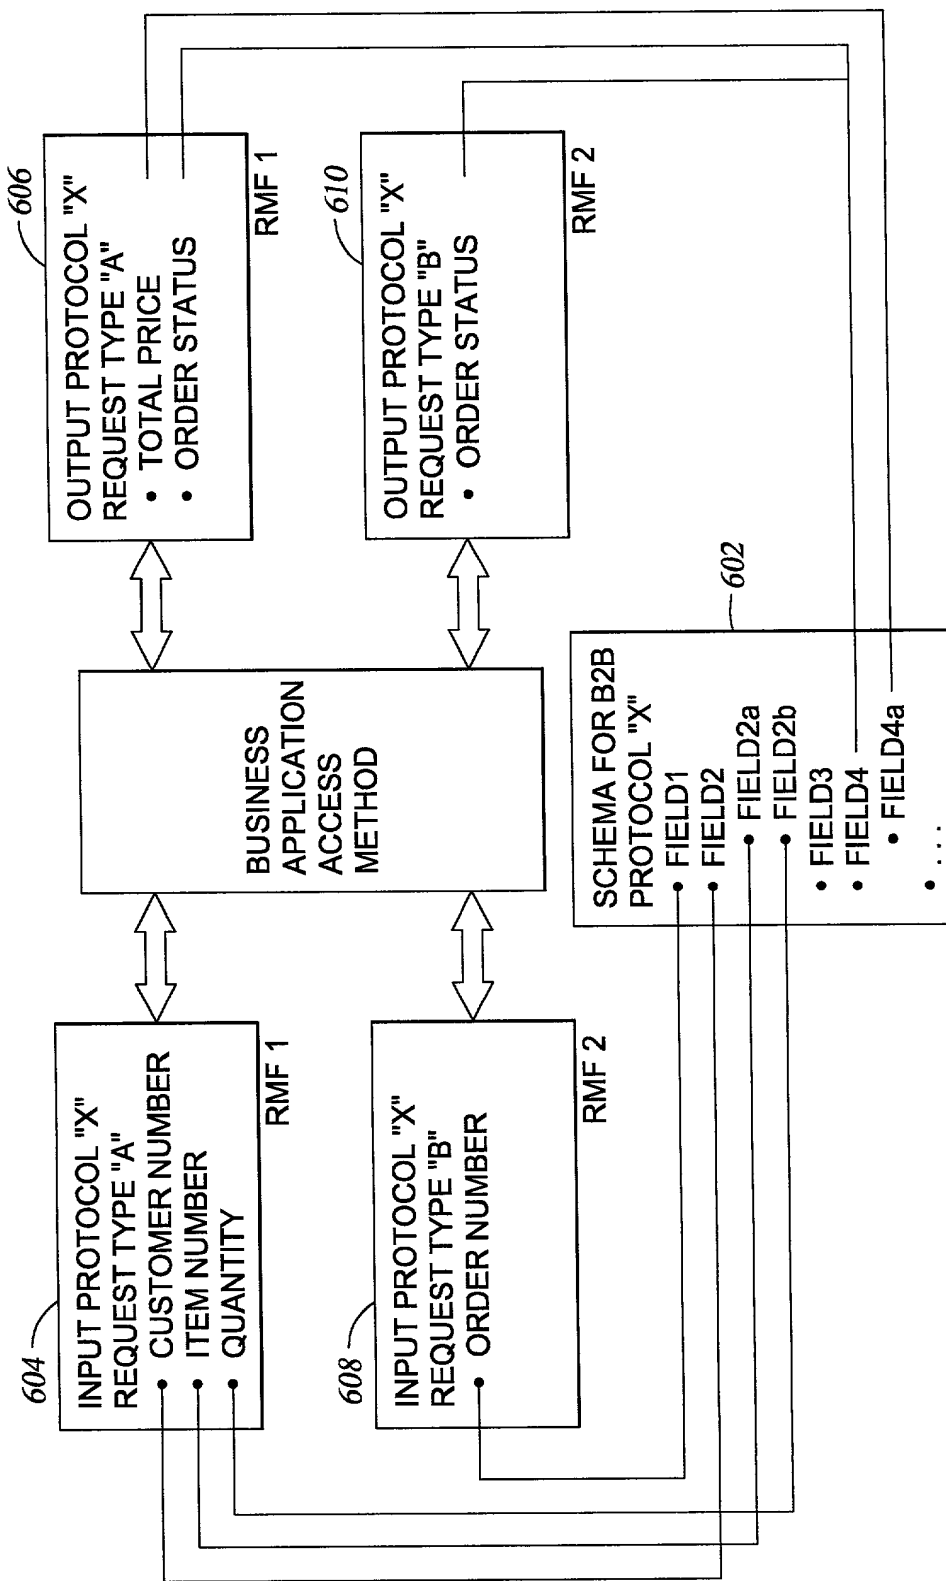 604
INPUT PROTOCOL "X"
REQUEST TYPE "A"
• CUSTOMER NUMBER
• ITEM NUMBER
• QUANTITY
RMF 1
BUSINESS
APPLICATION
ACCESS
METHOD
606
OUTPUT PROTOCOL "X"
REQUEST TYPE "A"
• TOTAL PRICE
• ORDER STATUS
RMF 1
608
INPUT PROTOCOL "X"
REQUEST TYPE "B"
• ORDER NUMBER
RMF 2
610
OUTPUT PROTOCOL "X"
REQUEST TYPE "B"
• ORDER STATUS
RMF 2
602
SCHEMA FOR B2B
PROTOCOL "X"
• FIELD1
• FIELD2
• FIELD2a
• FIELD2b
• FIELD3
• FIELD4
• FIELD4a
• . . .